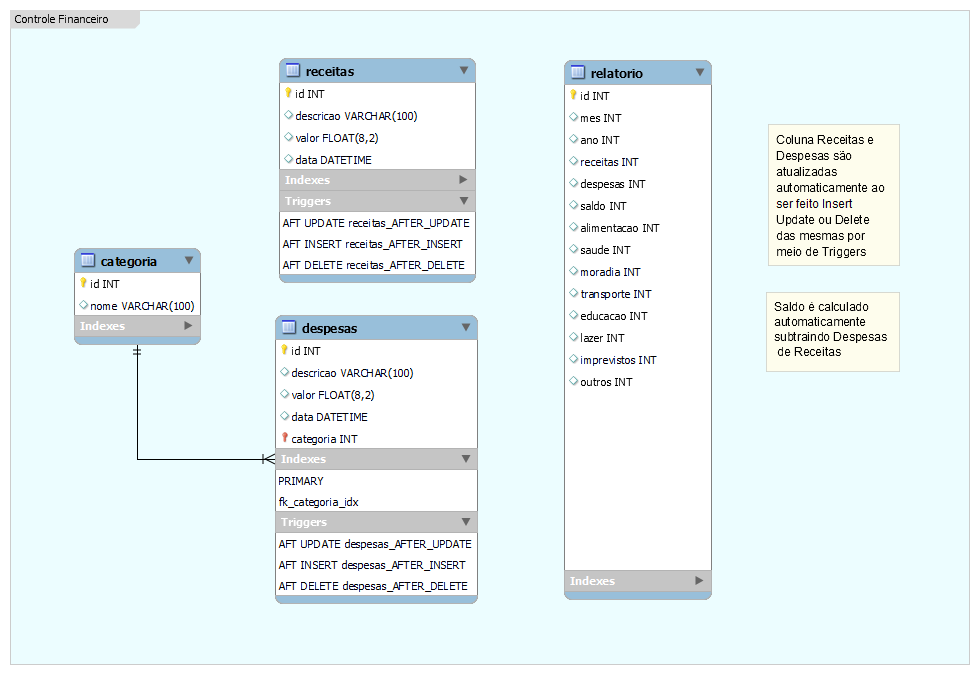 Controle Financeiro
receitas
id INT
descricao VARCHAR(100)
valor FLOAT(8,2)
data DATETIME
Indexes
Triggers
AFT UPDATE receitas_AFTER_UPDATE
AFT INSERT receitas_AFTER_INSERT
AFT DELETE receitas_AFTER_DELETE
categoria
id INT
nome VARCHAR(100)
Indexes
despesas
id INT
descricao VARCHAR(100)
valor FLOAT(8,2)
data DATETIME
categoria INT
Indexes
PRIMARY
fk_categoria_idx
Triggers
AFT UPDATE despesas_AFTER_UPDATE
AFT INSERT despesas_AFTER_INSERT
AFT DELETE despesas_AFTER_DELETE
relatorio
id INT
mes INT
ano INT
receitas INT
despesas INT
saldo INT
alimentacao INT
saude INT
moradia INT
transporte INT
educacao INT
lazer INT
imprevistos INT
outros INT
Indexes
Coluna Receitas e
Despesas são
atualizadas
automaticamente ao
ser feito Insert
Update ou Delete
das mesmas por
meio de Triggers
Saldo é calculado
automaticamente
subtraindo Despesas
de Receitas